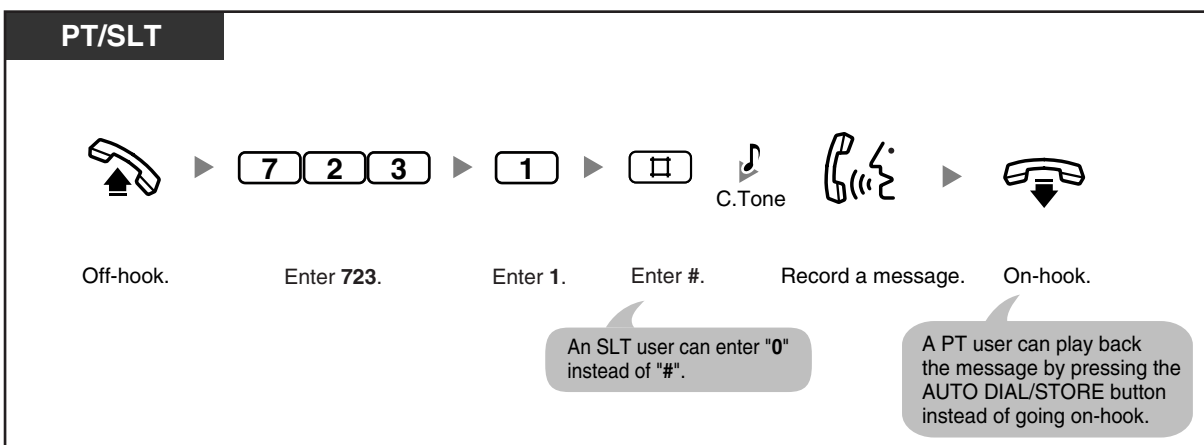 PT/SLT
7 2 3 1 #
C.Tone
Off-hook. Enter 723. Enter 1. Enter #. Record a message. On-hook.
An SLT user can enter "0"
instead of "#".
A PT user can play back
the message by pressing the
AUTO DIAL/STORE button
instead of going on-hook.